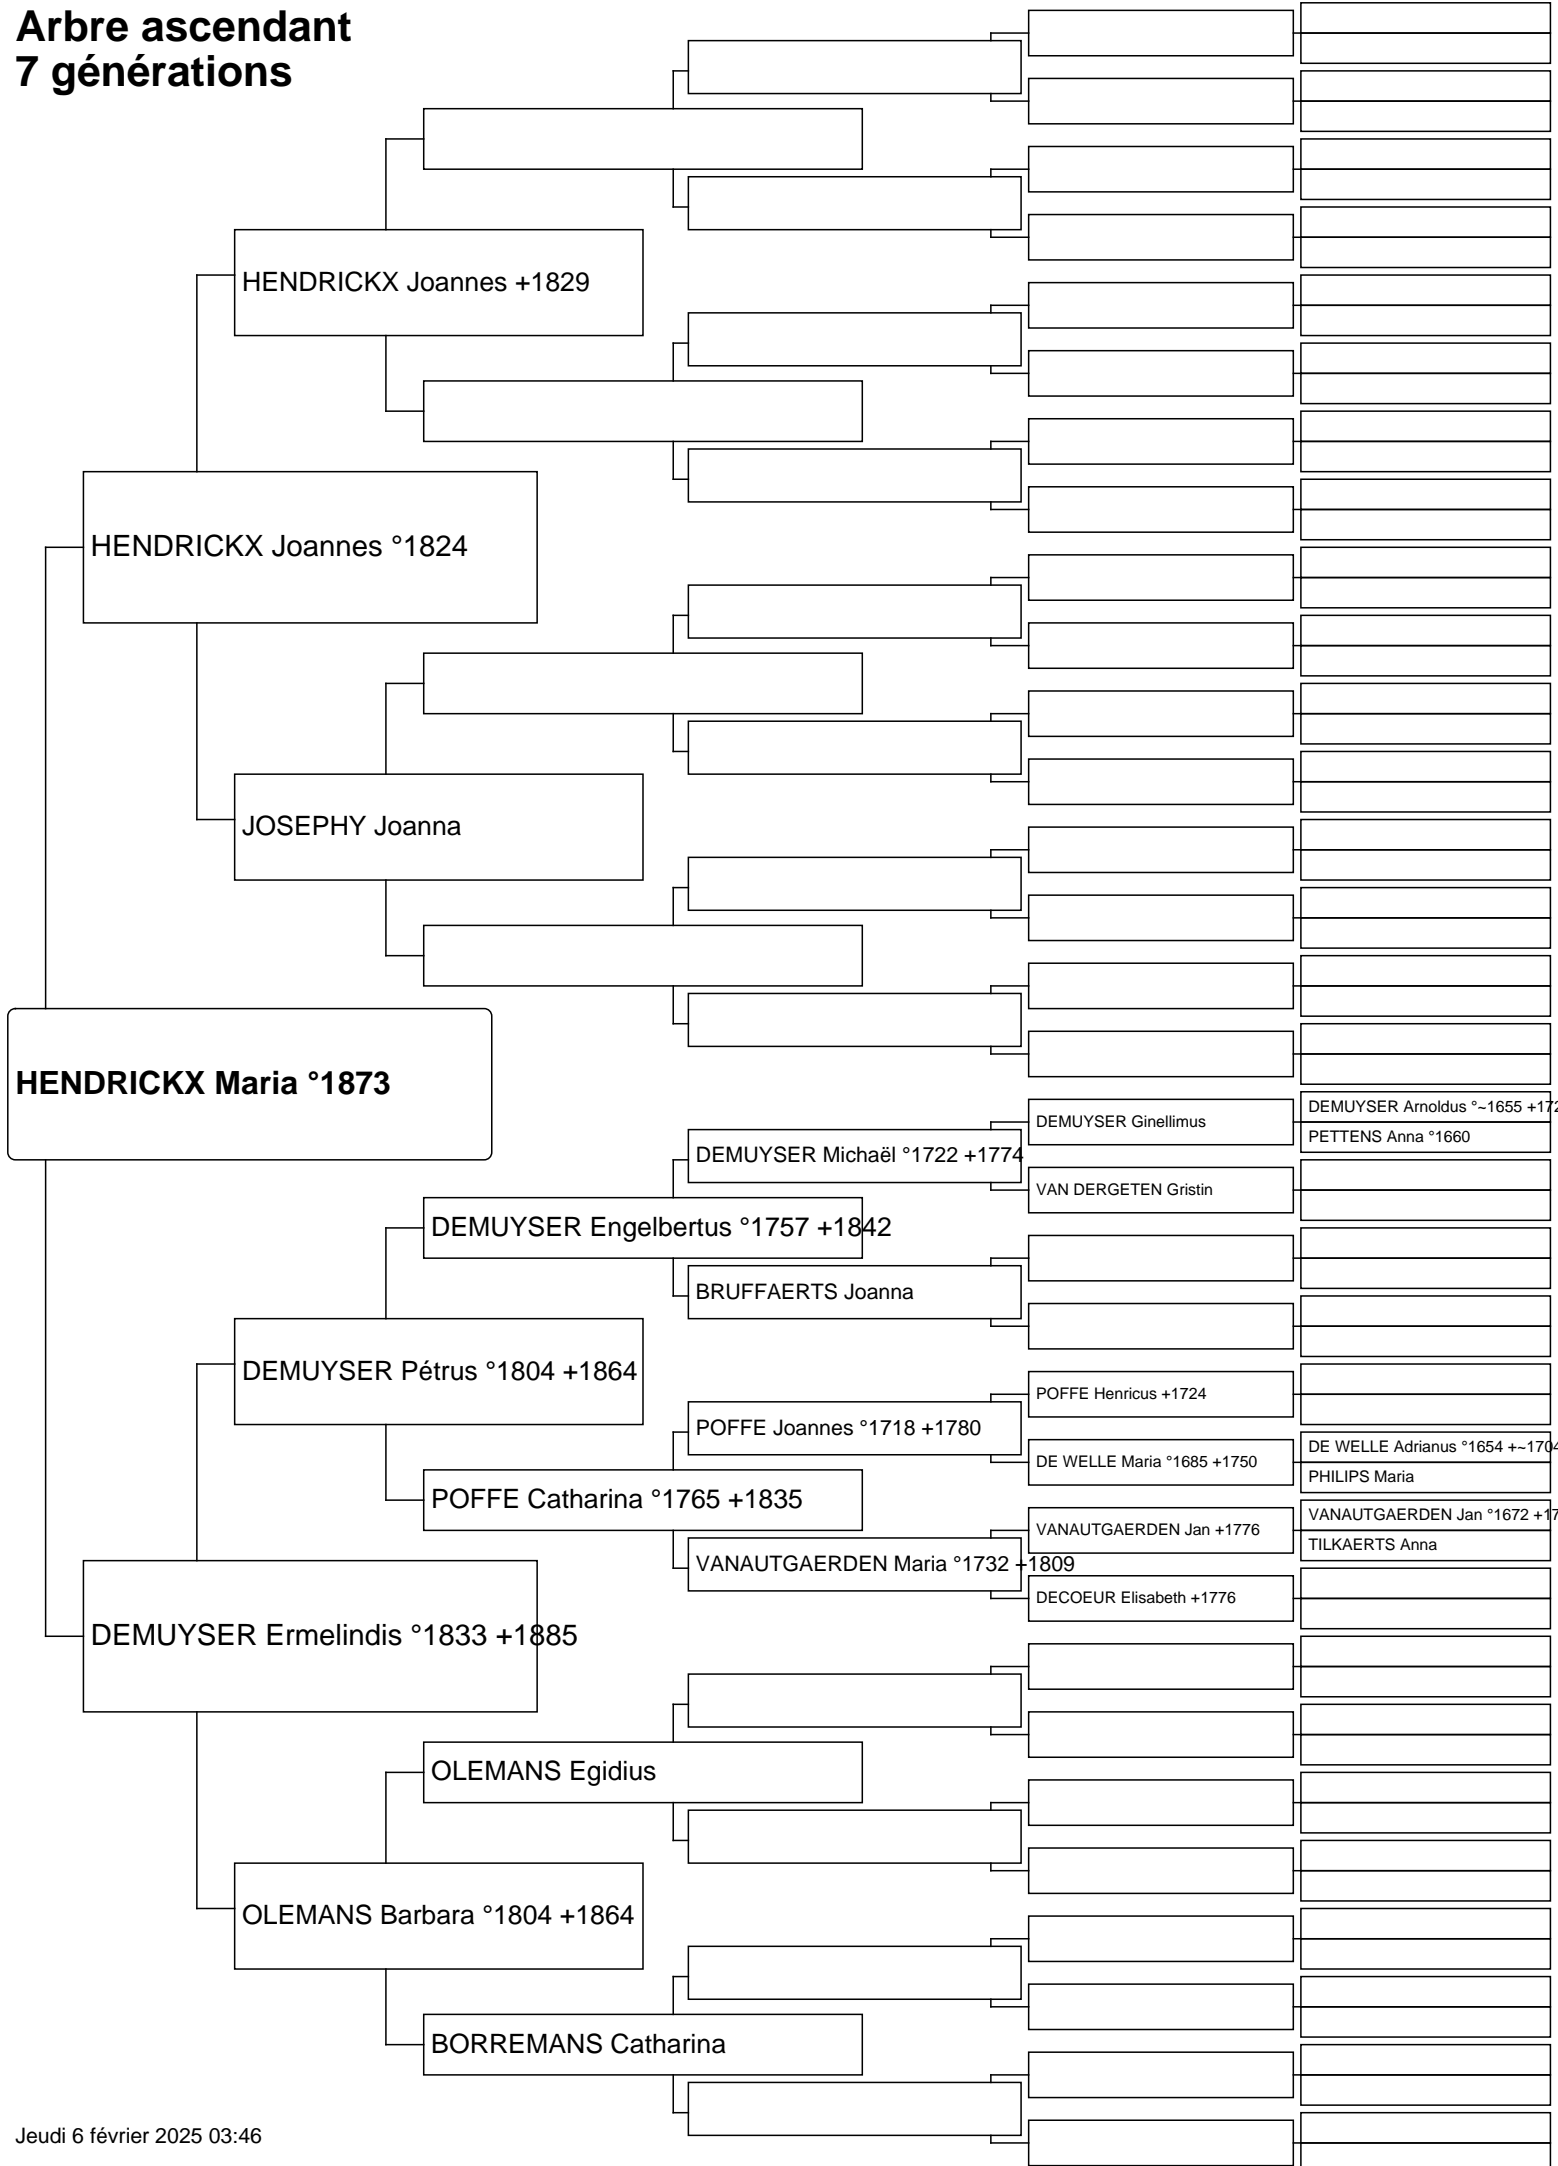 Arbre ascendant
7 générations
HENDRICKX Joannes +1829
HENDRICKX Joannes °1824
JOSEPHY Joanna
HENDRICKX Maria °1873
DEMUYSER Arnoldus °~1655 +172
DEMUYSER Ginellimus
PETTENS Anna °1660
DEMUYSER Michaël °1722 +1774
VAN DERGETEN Gristin
DEMUYSER Engelbertus °1757 +1842
BRUFFAERTS Joanna
DEMUYSER Pétrus °1804 +1864
POFFE Henricus +1724
POFFE Joannes °1718 +1780
DE WELLE Adrianus °1654 +~1704
DE WELLE Maria °1685 +1750
PHILIPS Maria
POFFE Catharina °1765 +1835
VANAUTGAERDEN Jan °1672 +17
VANAUTGAERDEN Jan +1776
TILKAERTS Anna
VANAUTGAERDEN Maria °1732 +1809
DECOEUR Elisabeth +1776
DEMUYSER Ermelindis °1833 +1885
OLEMANS Egidius
OLEMANS Barbara °1804 +1864
BORREMANS Catharina
Jeudi 6 février 2025 03:46